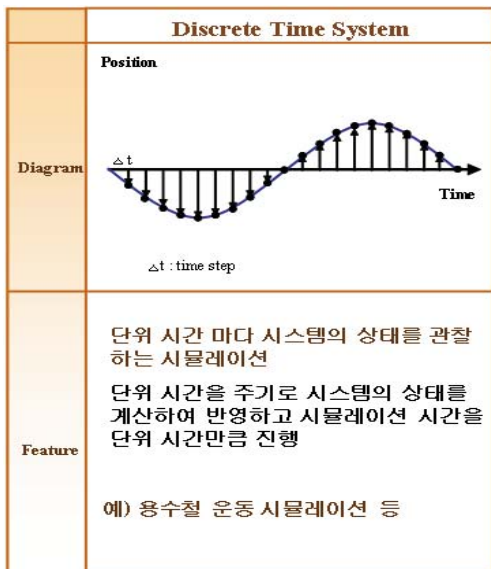 Discrete Time System
Diagram
Position
△t
Time
△t : time step
Feature
단위 시간 마다 시스템의 상태를 관찰
하는 시뮬레이션
단위 시간을 주기로 시스템의 상태를
계산하여 반영하고 시뮬레이션 시간을
단위 시간만큼 진행
예) 용수철 운동 시뮬레이션 등